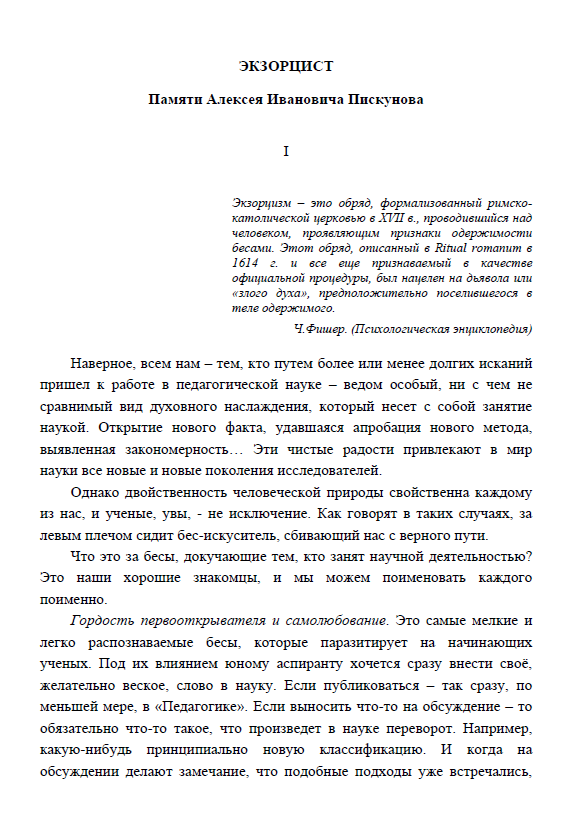 ЭКЗОРЦИСТ
Памяти Алексея Ивановича Пискунова
I
Экзорцизм – это обряд, формализованный римско-
католической церковью в XVII в., проводившийся над
человеком, проявляющим признаки одержимости
бесами. Этот обряд, описанный в Ritual romanum в
1614 г. и все еще признаваемый в качестве
официальной процедуры, был нацелен на дьявола или
«злого духа», предположительно поселившегося в
теле одержимого.
Ч.Фишер. (Психологическая энциклопедия)
Наверное, всем нам – тем, кто путем более или менее долгих исканий
пришел к работе в педагогической науке – ведом особый, ни с чем не
сравнимый вид духовного наслаждения, который несет с собой занятие
наукой. Открытие нового факта, удавшаяся апробация нового метода,
выявленная закономерность… Эти чистые радости привлекают в мир
науки все новые и новые поколения исследователей.
Однако двойственность человеческой природы свойственна каждому
из нас, и ученые, увы, - не исключение. Как говорят в таких случаях, за
левым плечом сидит бес-искуситель, сбивающий нас с верного пути.
Что это за бесы, докучающие тем, кто занят научной деятельностью?
Это наши хорошие знакомцы, и мы можем поименовать каждого
поименно.
Гордость первооткрывателя и самолюбование. Это самые мелкие и
легко распознаваемые бесы, которые паразитирует на начинающих
ученых. Под их влиянием юному аспиранту хочется сразу внести своё,
желательно веское, слово в науку. Если публиковаться – так сразу, по
меньшей мере, в «Педагогике». Если выносить что-то на обсуждение – то
обязательно что-то такое, что произведет в науке переворот. Например,
какую-нибудь принципиально новую классификацию. И когда на
обсуждении делают замечание, что подобные подходы уже встречались,